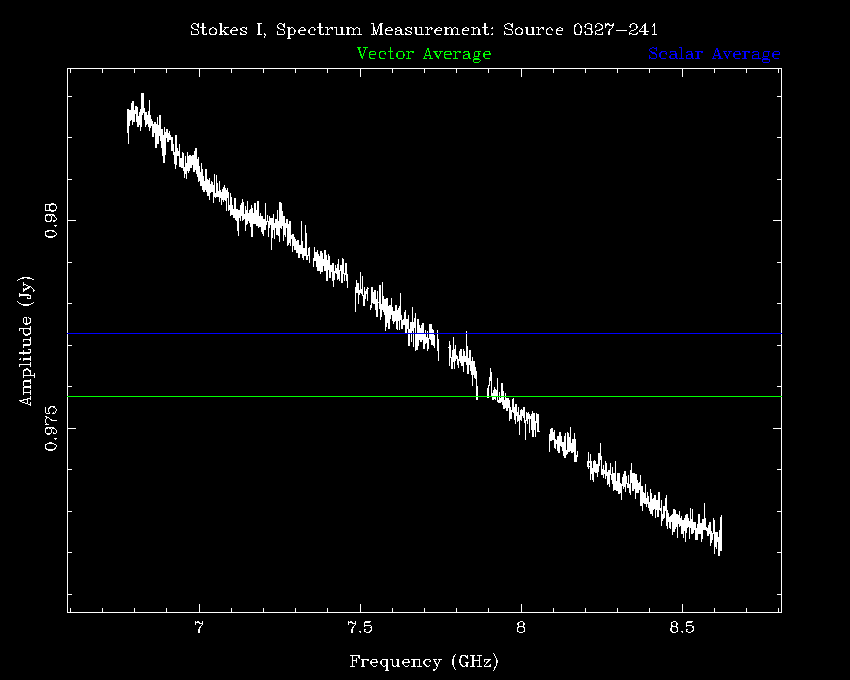 Stokes I, Spectrum Measurement: Source 0327-241
Vector Average
Scalar Average
0.98
0.975
Amplitude (Jy)
7
7.5
8
8.5
Frequency (GHz)